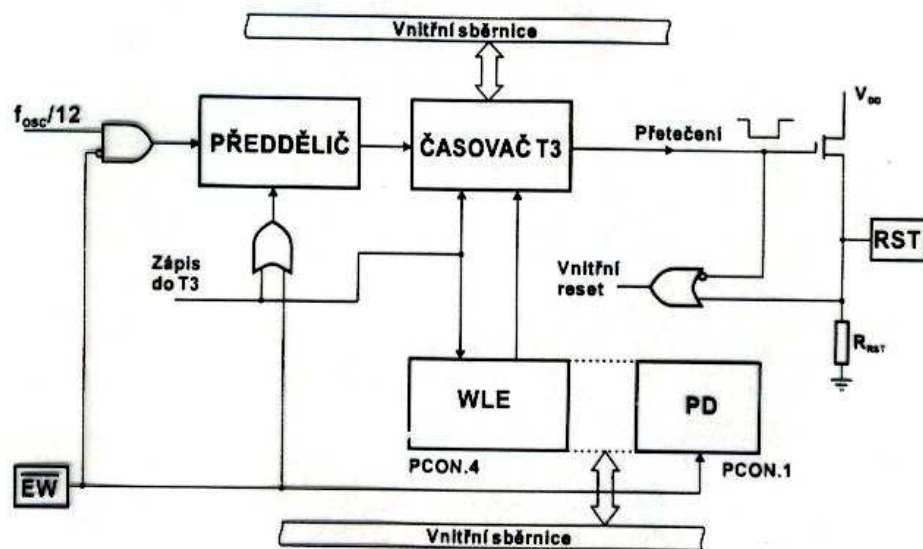 Vnitřní sběrnice
fosc/12
PŘEDDĚLIČ
ČASOVAČ T3
Přetečení
VDD
RST
Zápis
do T3
Vnitřní
reset
RRST
WLE
PD
PCON.4
PCON.1
EW
Vnitřní sběrnice